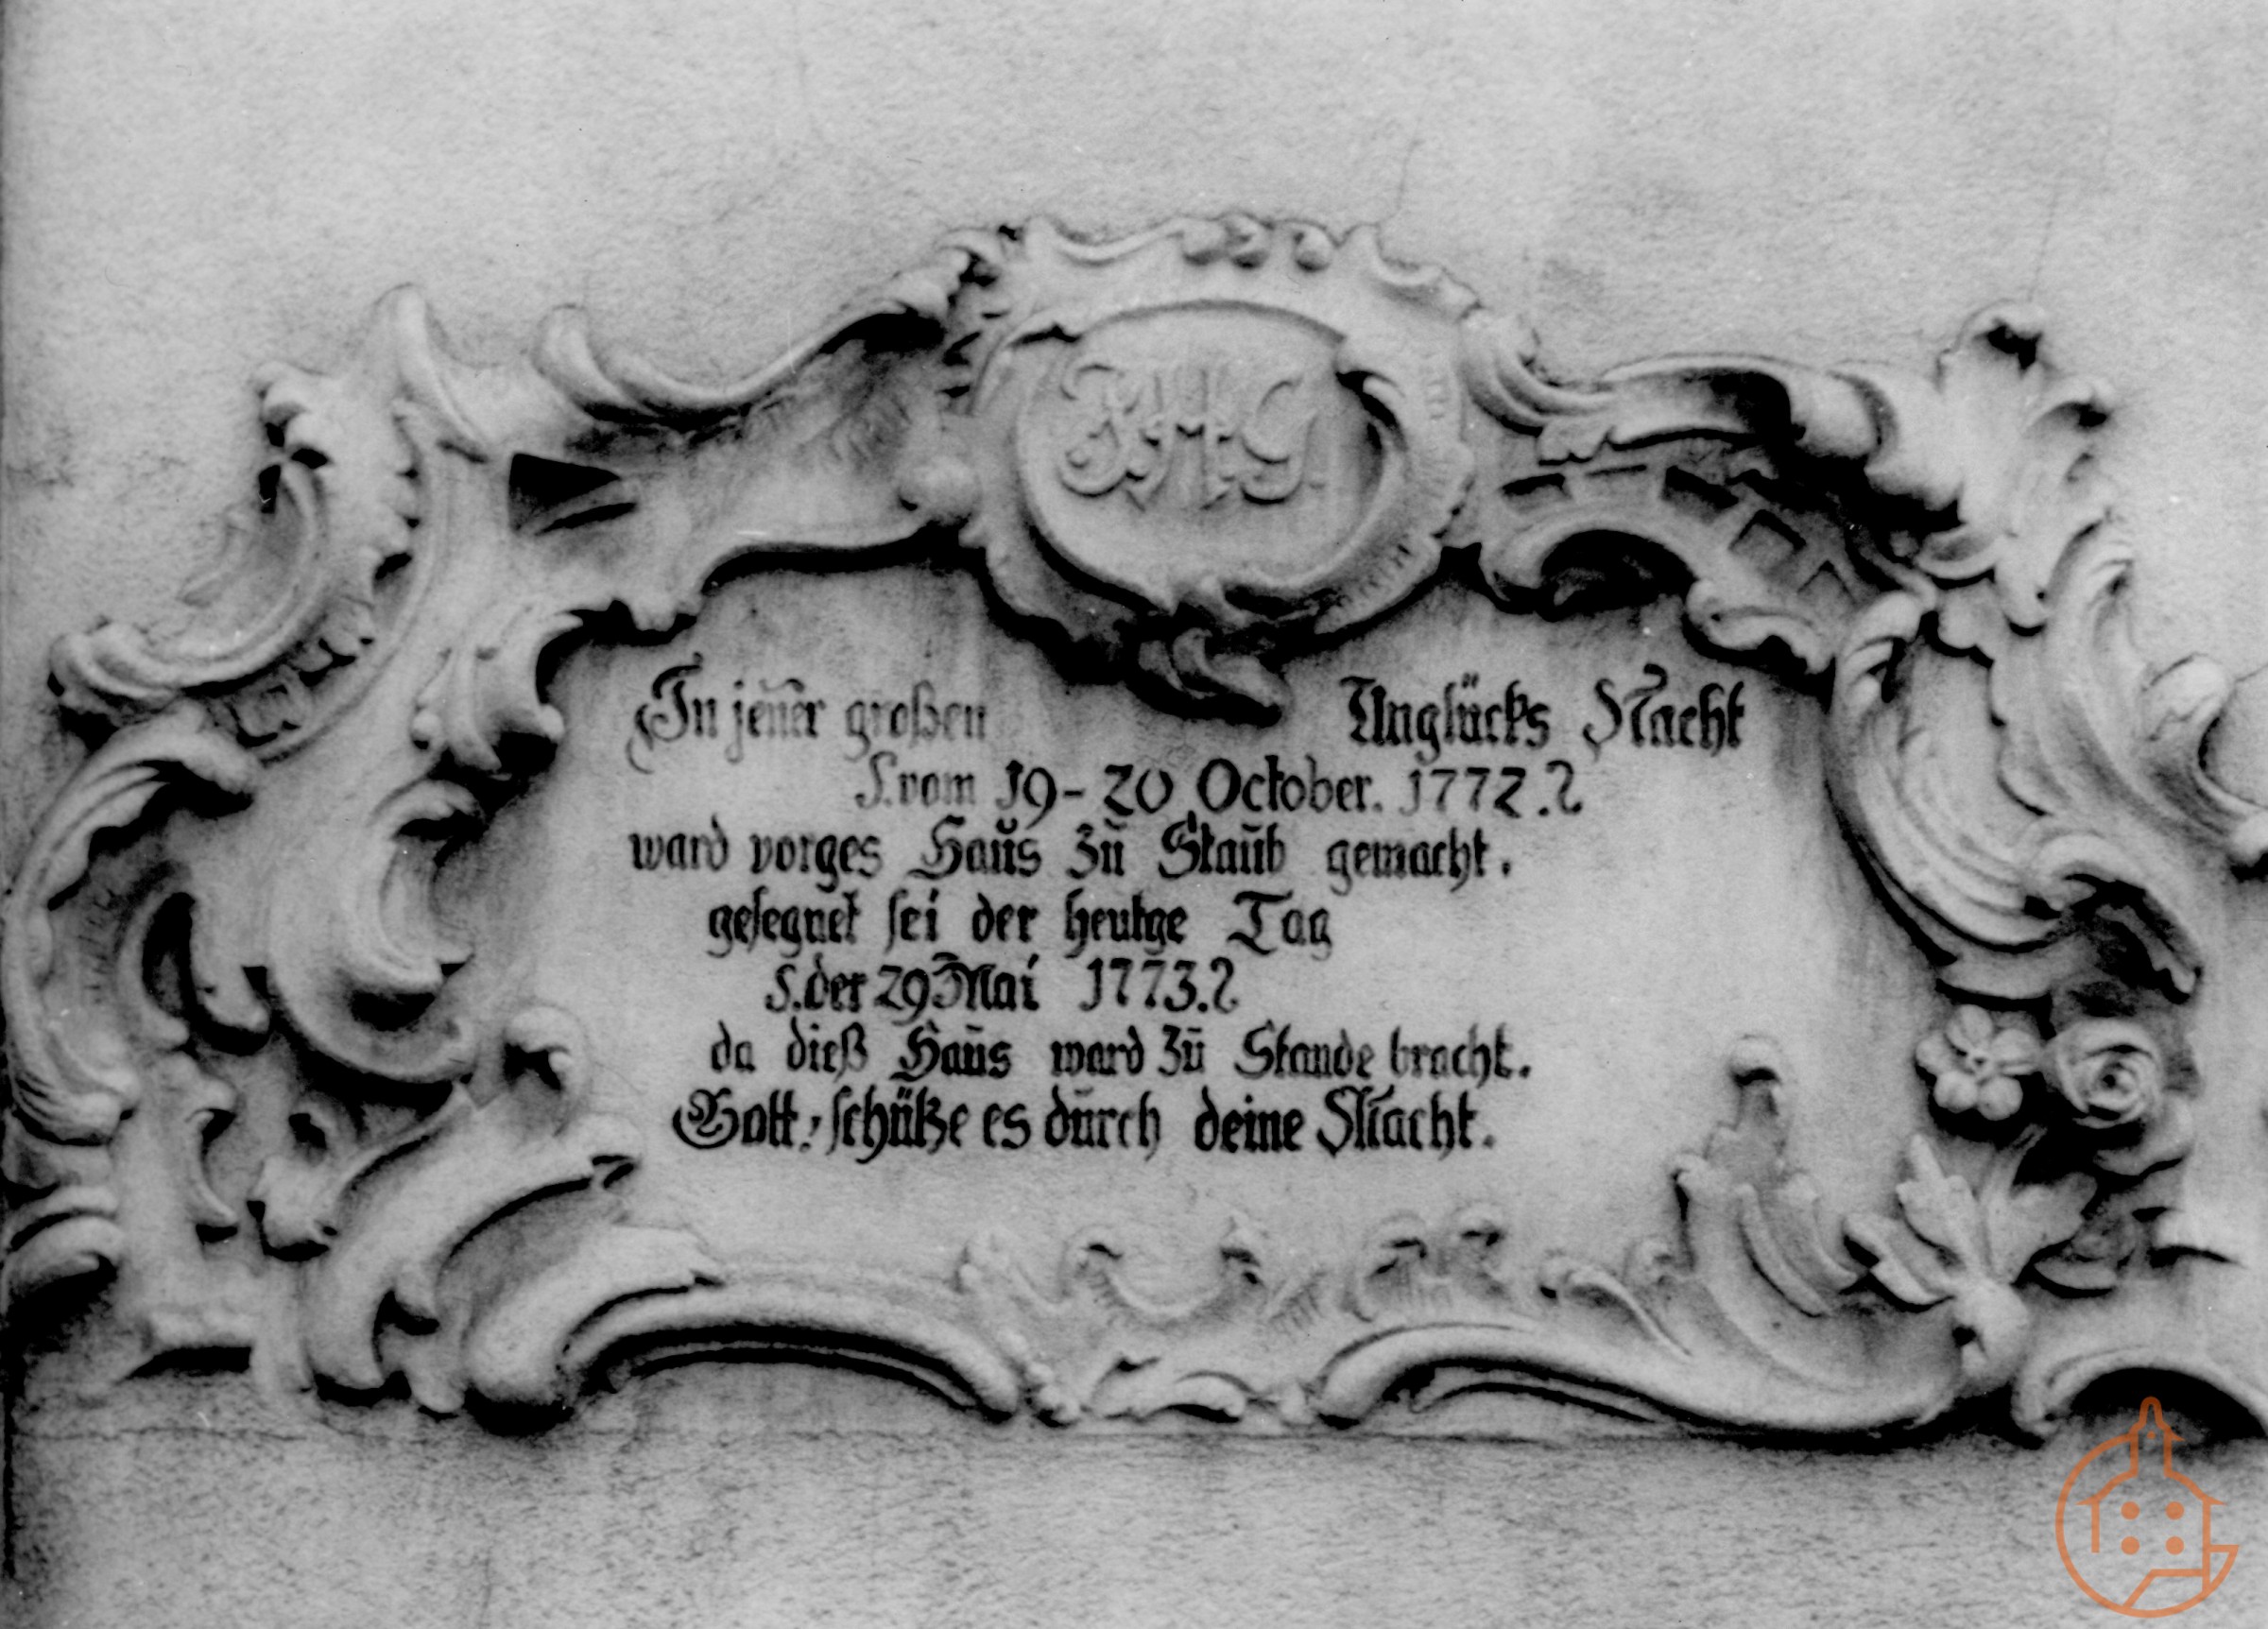 In jener großen Unglücks Nacht
S. vom 19-20 October. 1772.
ward vorges Haus zu Staub gemacht.
gesegnet sei der heutge Tag
S. der 29 Mai 1773.
da dieß Haus ward zu Stande bracht.
Gott: schütze es durch deine Macht.